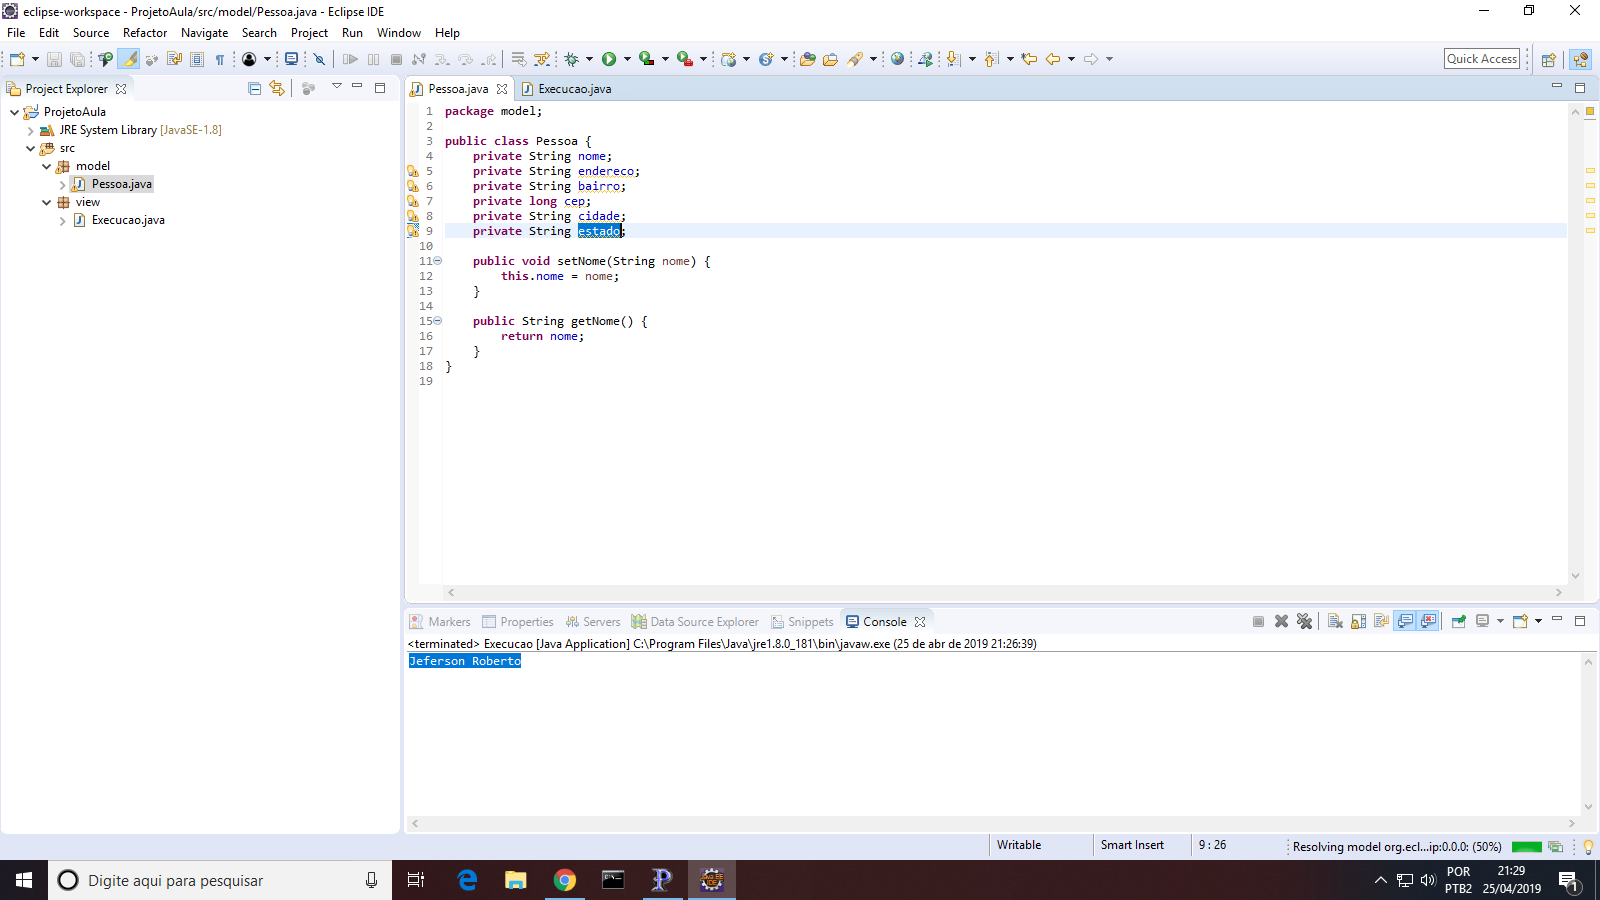 eclipse-workspace - ProjetoAula/src/model/Pessoa.java - Eclipse IDE
File Edit Source Refactor Navigate Search Project Run Window Help
Quick Access
Project Explorer
ProjetoAula
JRE System Library [JavaSE-1.8]
src
model
Pessoa.java
view
Execucao.java
Pessoa.java Execucao.java
1 package model;
2
3 public class Pessoa {
4 private String nome;
5 private String endereco;
6 private String bairro;
7 private long cep;
8 private String cidade;
9 private String estado;
10
11 public void setNome(String nome) {
12 this.nome = nome;
13 }
14
15 public String getNome() {
16 return nome;
17 }
18 }
19
Markers Properties Servers Data Source Explorer Snippets Console
<terminated> Execucao [Java Application] C:\Program Files\Java\jre1.8.0_181\bin\javaw.exe (25 de abr de 2019 21:26:39)
Jeferson Roberto
Writable Smart Insert 9 : 26 Resolving model org.ecl...ip:0.0.0: (50%)
Digite aqui para pesquisar
POR
PTB2
21:29
25/04/2019
1